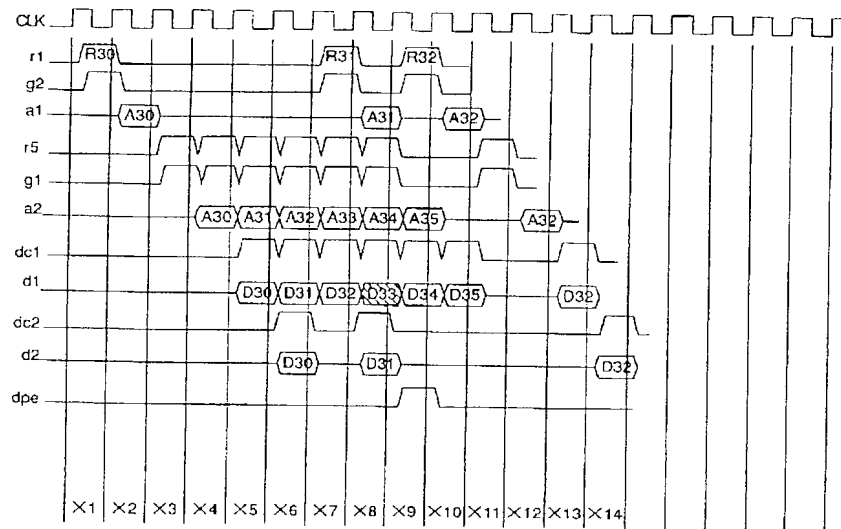 CLK
r1 R30 R31 R32
g2
a1 A30 A31 A32
r5
g1
a2 A30 A31 A32 A33 A34 A35 A32
dc1
d1 D30 D31 D32 D33 D34 D35 D32
dc2
d2 D30 D31 D32
dpe
X1 X2 X3 X4 X5 X6 X7 X8 X9 X10 X11 X12 X13 X14